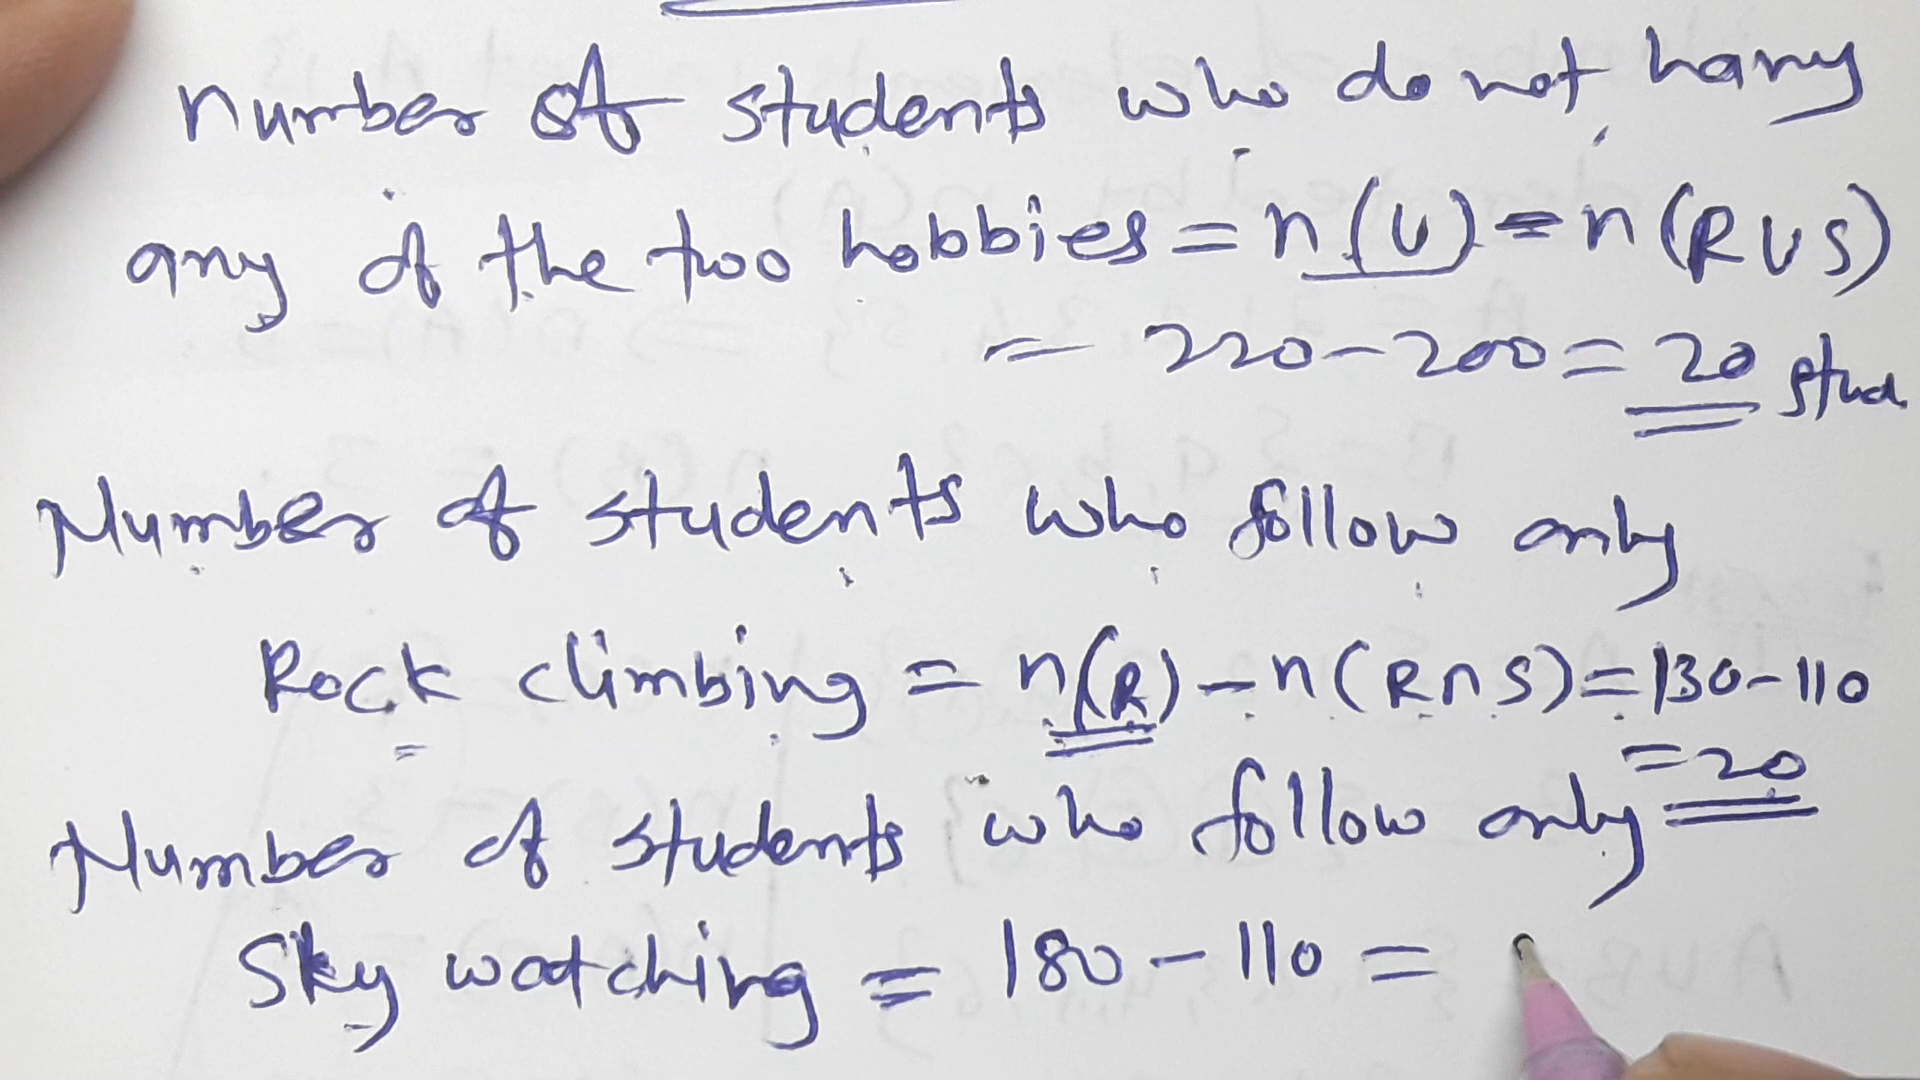 number of students who do not having
any of the two hobbies = n(U) - n(R∪S)
= 220 - 200 = 20 stud.
Number of students who follow only
Rock climbing = n(R) - n(R∩S) = 130 - 110
= 20
Number of students who follow only
Sky watching = 180 - 110 =